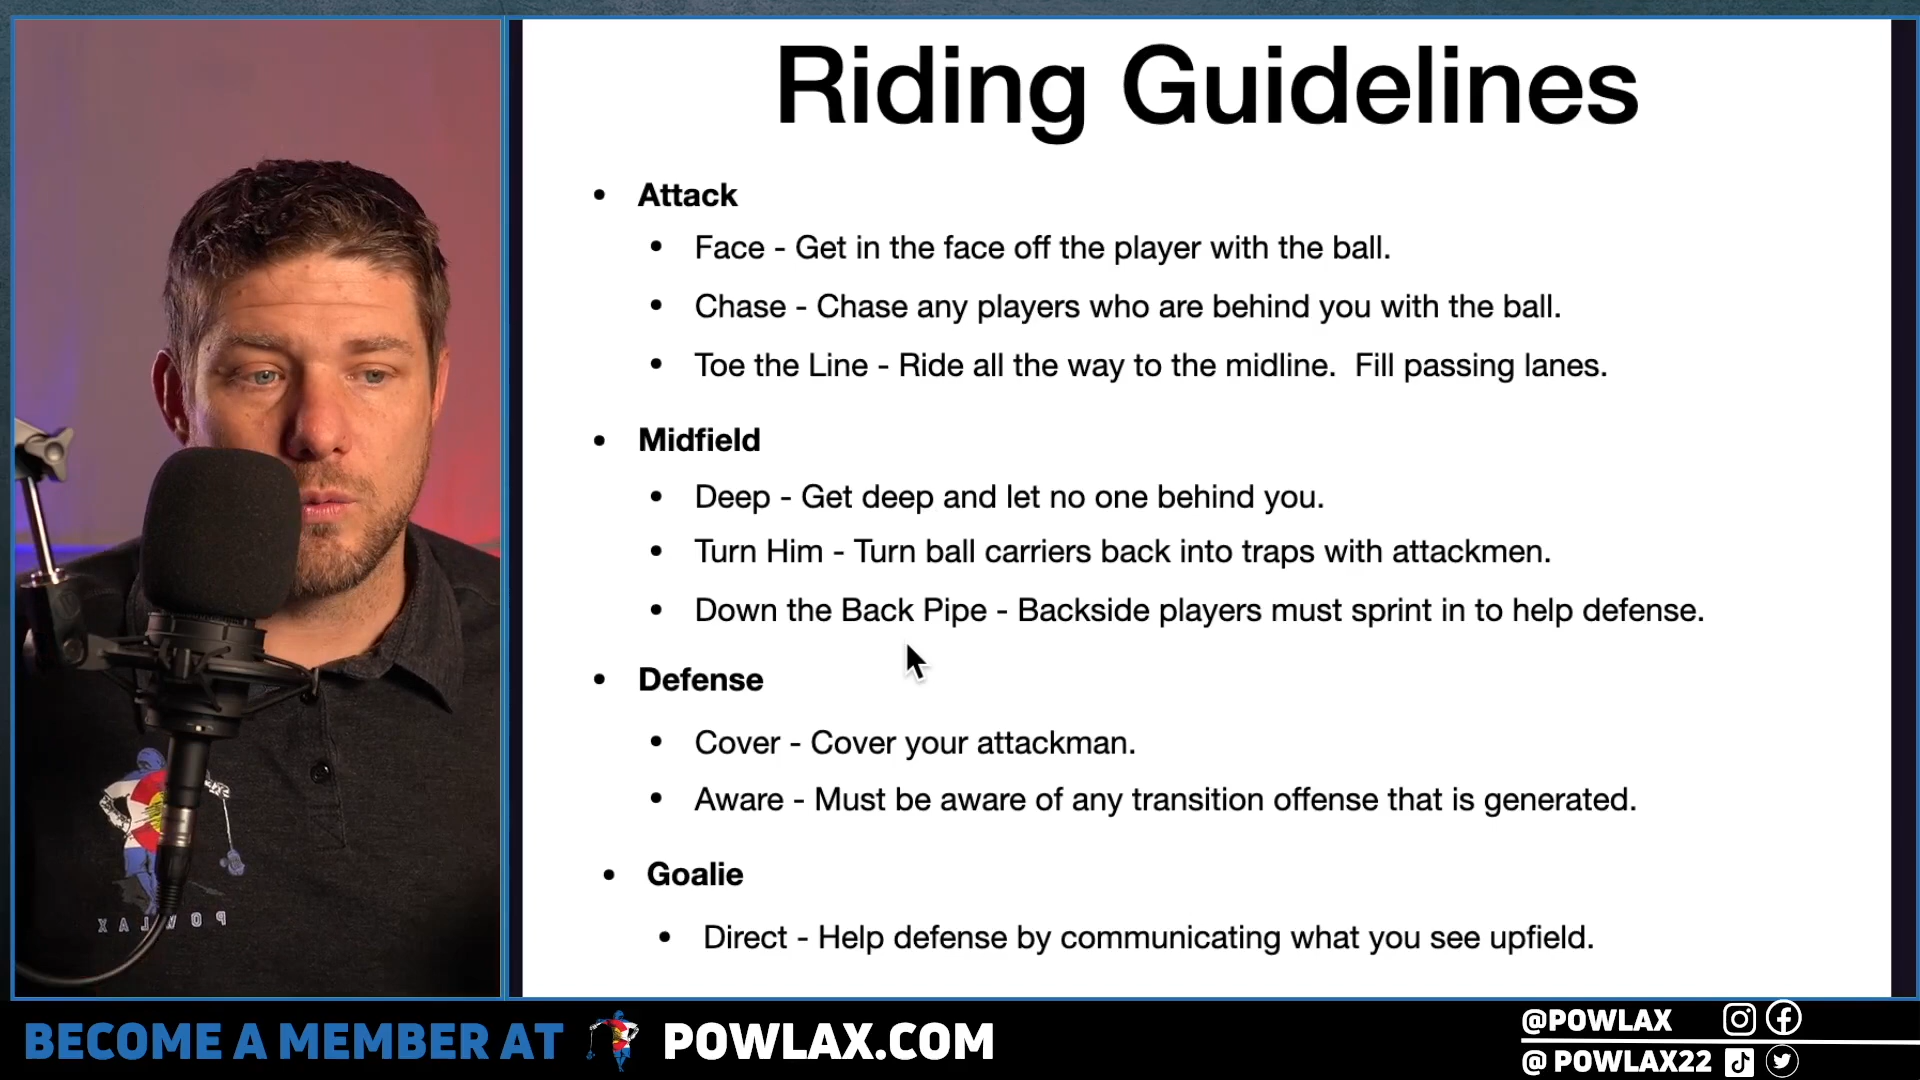 Riding Guidelines
• Attack
• Face - Get in the face off the player with the ball.
• Chase - Chase any players who are behind you with the ball.
• Toe the Line - Ride all the way to the midline.  Fill passing lanes.
• Midfield
• Deep - Get deep and let no one behind you.
• Turn Him - Turn ball carriers back into traps with attackmen.
• Down the Back Pipe - Backside players must sprint in to help defense.
• Defense
• Cover - Cover your attackman.
• Aware - Must be aware of any transition offense that is generated.
• Goalie
• Direct - Help defense by communicating what you see upfield.
POWLAX
BECOME A MEMBER AT POWLAX.COM
@POWLAX
@ POWLAX22